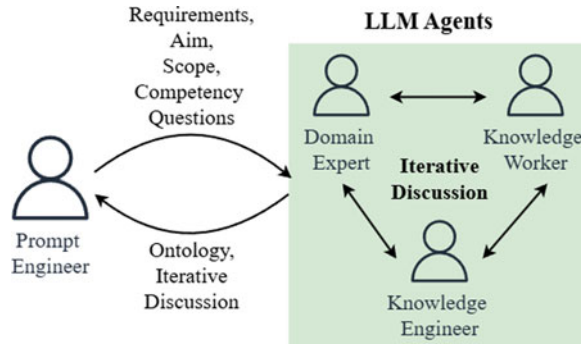 Requirements,
Aim,
Scope,
Competency
Questions
Prompt
Engineer
Ontology,
Iterative
Discussion
LLM Agents
Domain
Expert
Knowledge
Worker
Iterative
Discussion
Knowledge
Engineer